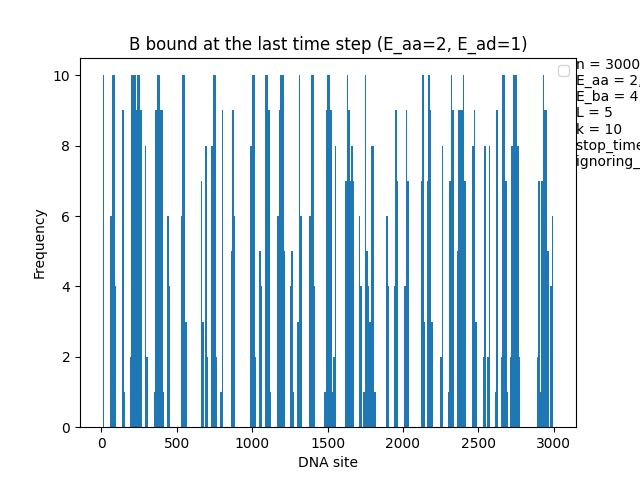 B bound at the last time step (E_aa=2, E_ad=1)
n = 3000
E_aa = 2,
E_ba = 4
L = 5
k = 10
stop_time
ignoring_
Frequency
10
8
6
4
2
0
0 500 1000 1500 2000 2500 3000
DNA site